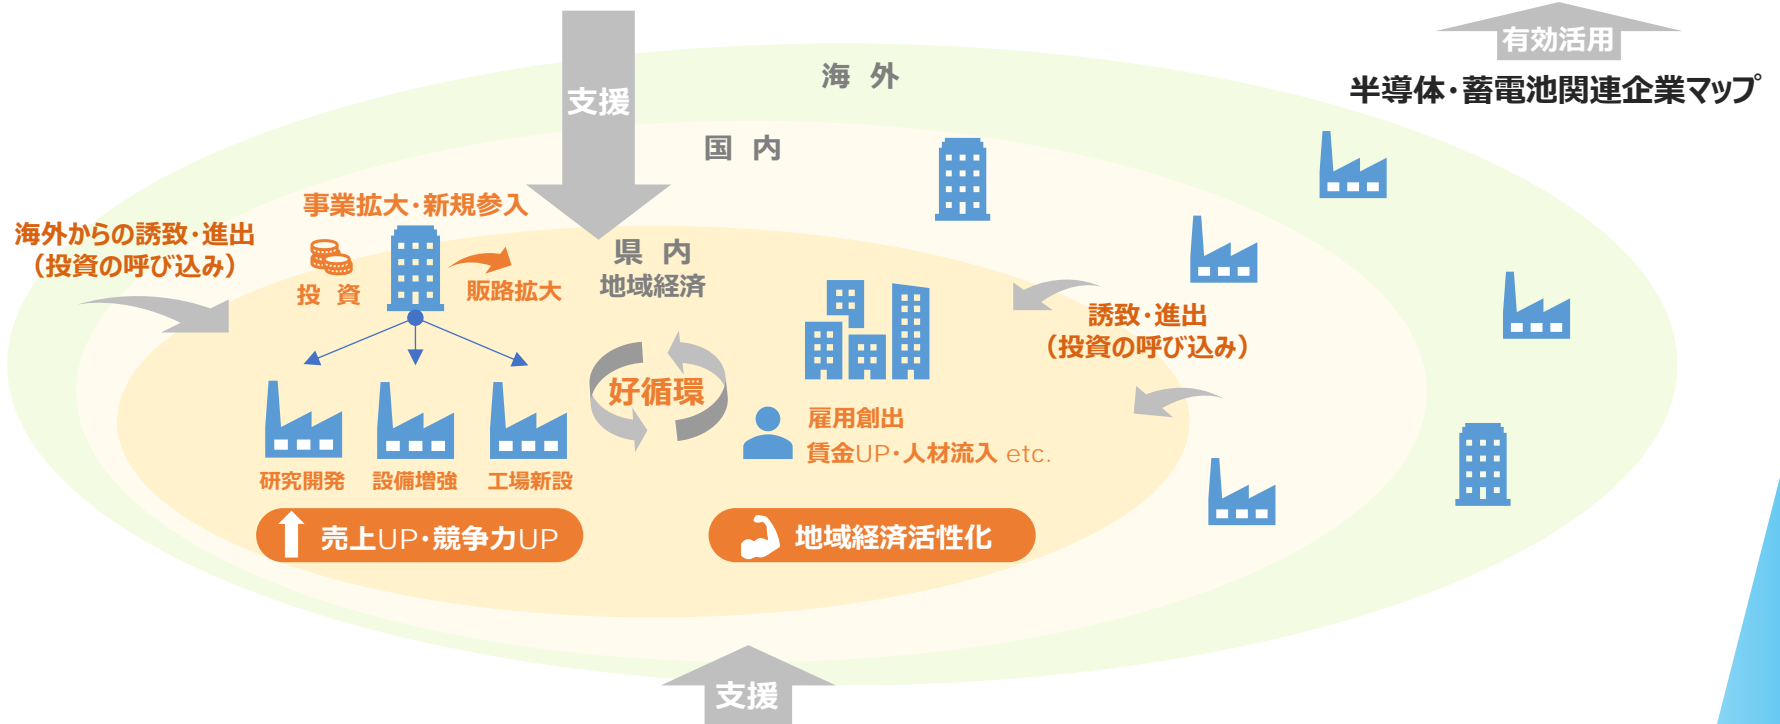 有効活用
半導体・蓄電池関連企業マップ
海 外
支援
国 内
事業拡大・新規参入
海外からの誘致・進出
(投資の呼び込み)
投 資
販路拡大
県 内
地域経済
誘致・進出
(投資の呼び込み)
好循環
雇用創出
賃金UP・人材流入 etc.
研究開発
設備増強
工場新設
売上UP・競争力UP
地域経済活性化
支援